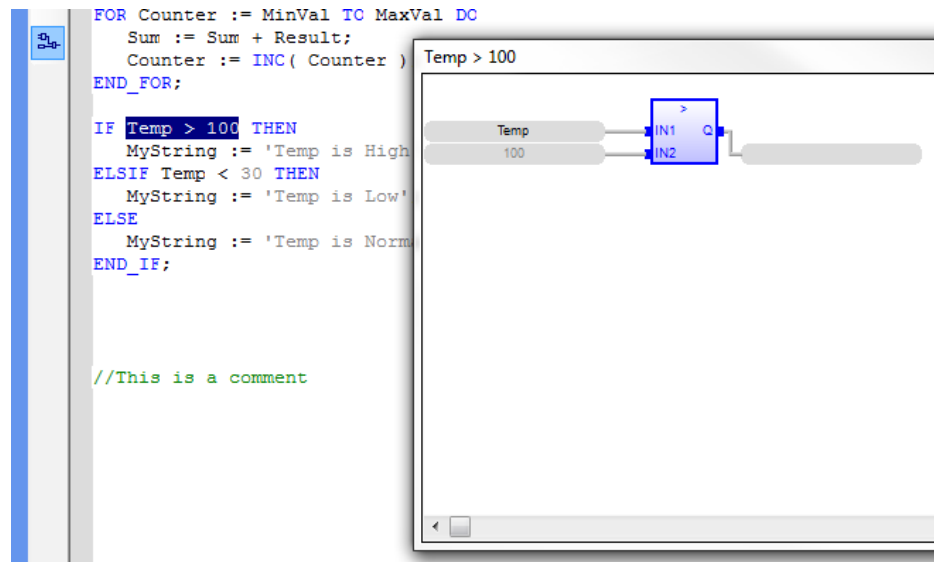 FOR Counter := MinVal TO MaxVal DO
Sum := Sum + Result;
Counter := INC( Counter )
END_FOR;
IF Temp > 100 THEN
MyString := 'Temp is High
ELSIF Temp < 30 THEN
MyString := 'Temp is Low'
ELSE
MyString := 'Temp is Norma
END_IF;
//This is a comment
Temp > 100
>
Temp IN1 Q
100 IN2